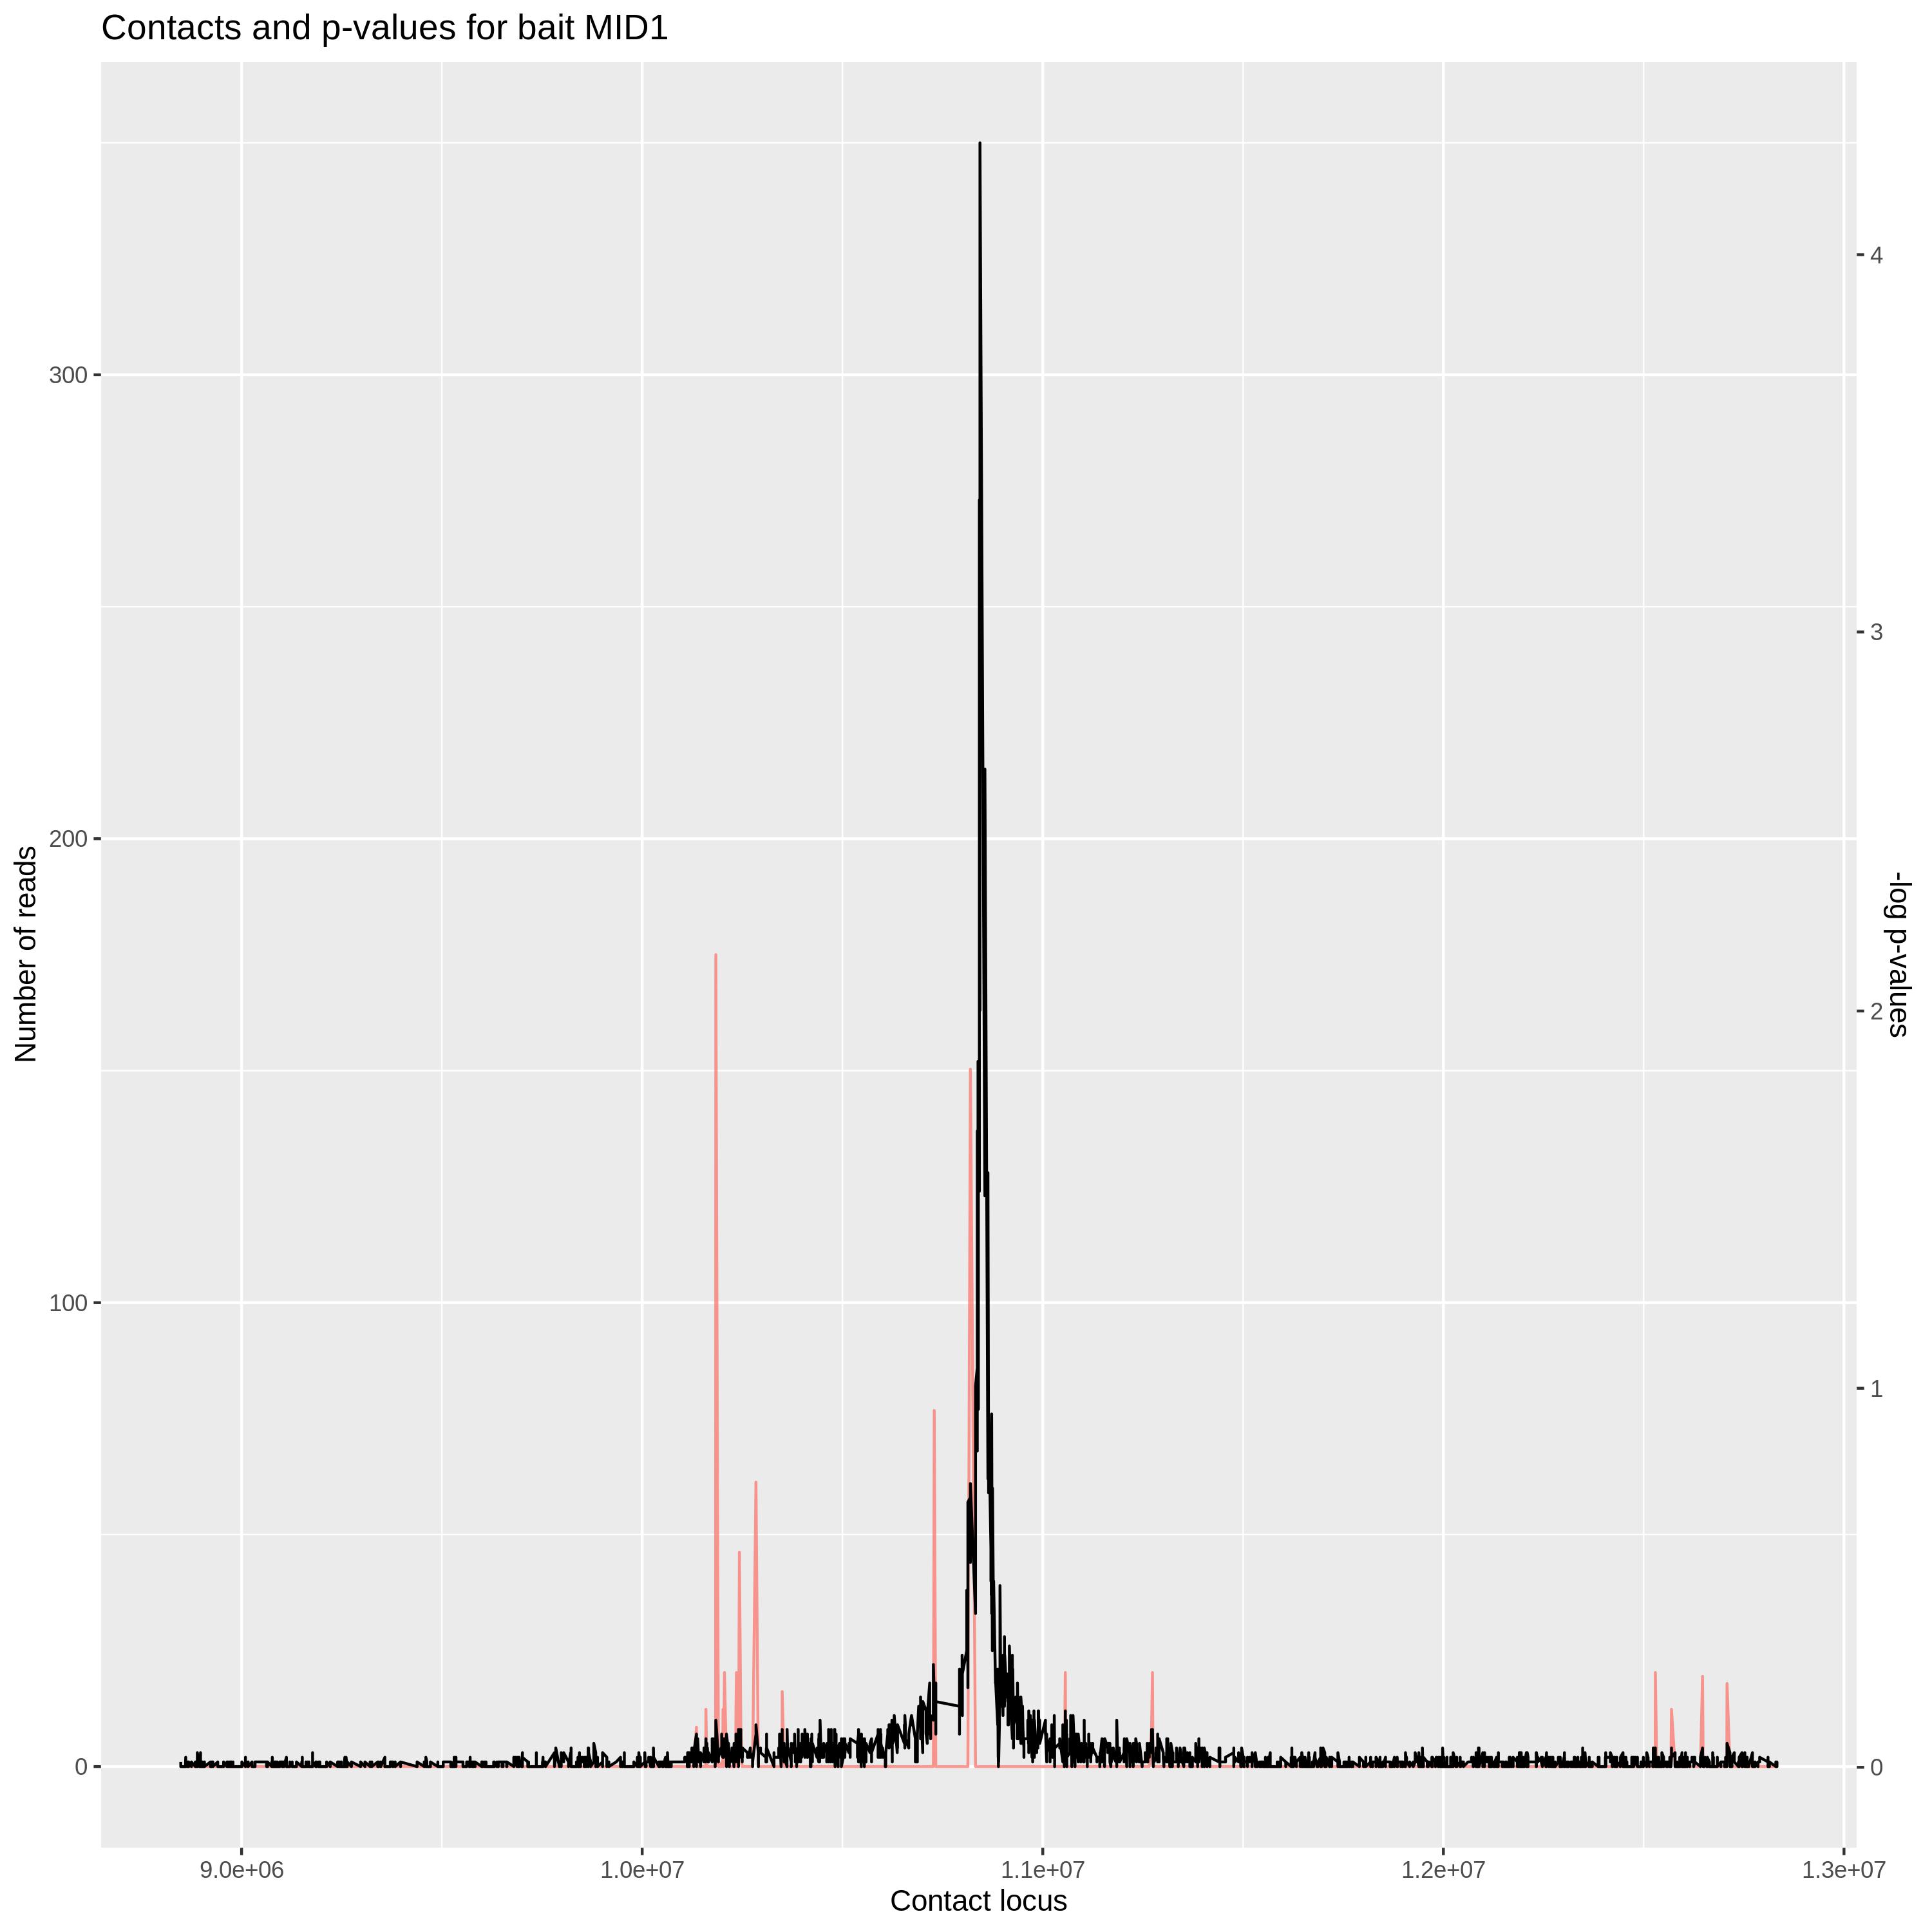 Contacts and p-values for bait MID1
Number of reads
300
200
100
0
4
3
2
1
0
-log p-values
9.0e+06
1.0e+07
1.1e+07
1.2e+07
1.3e+07
Contact locus